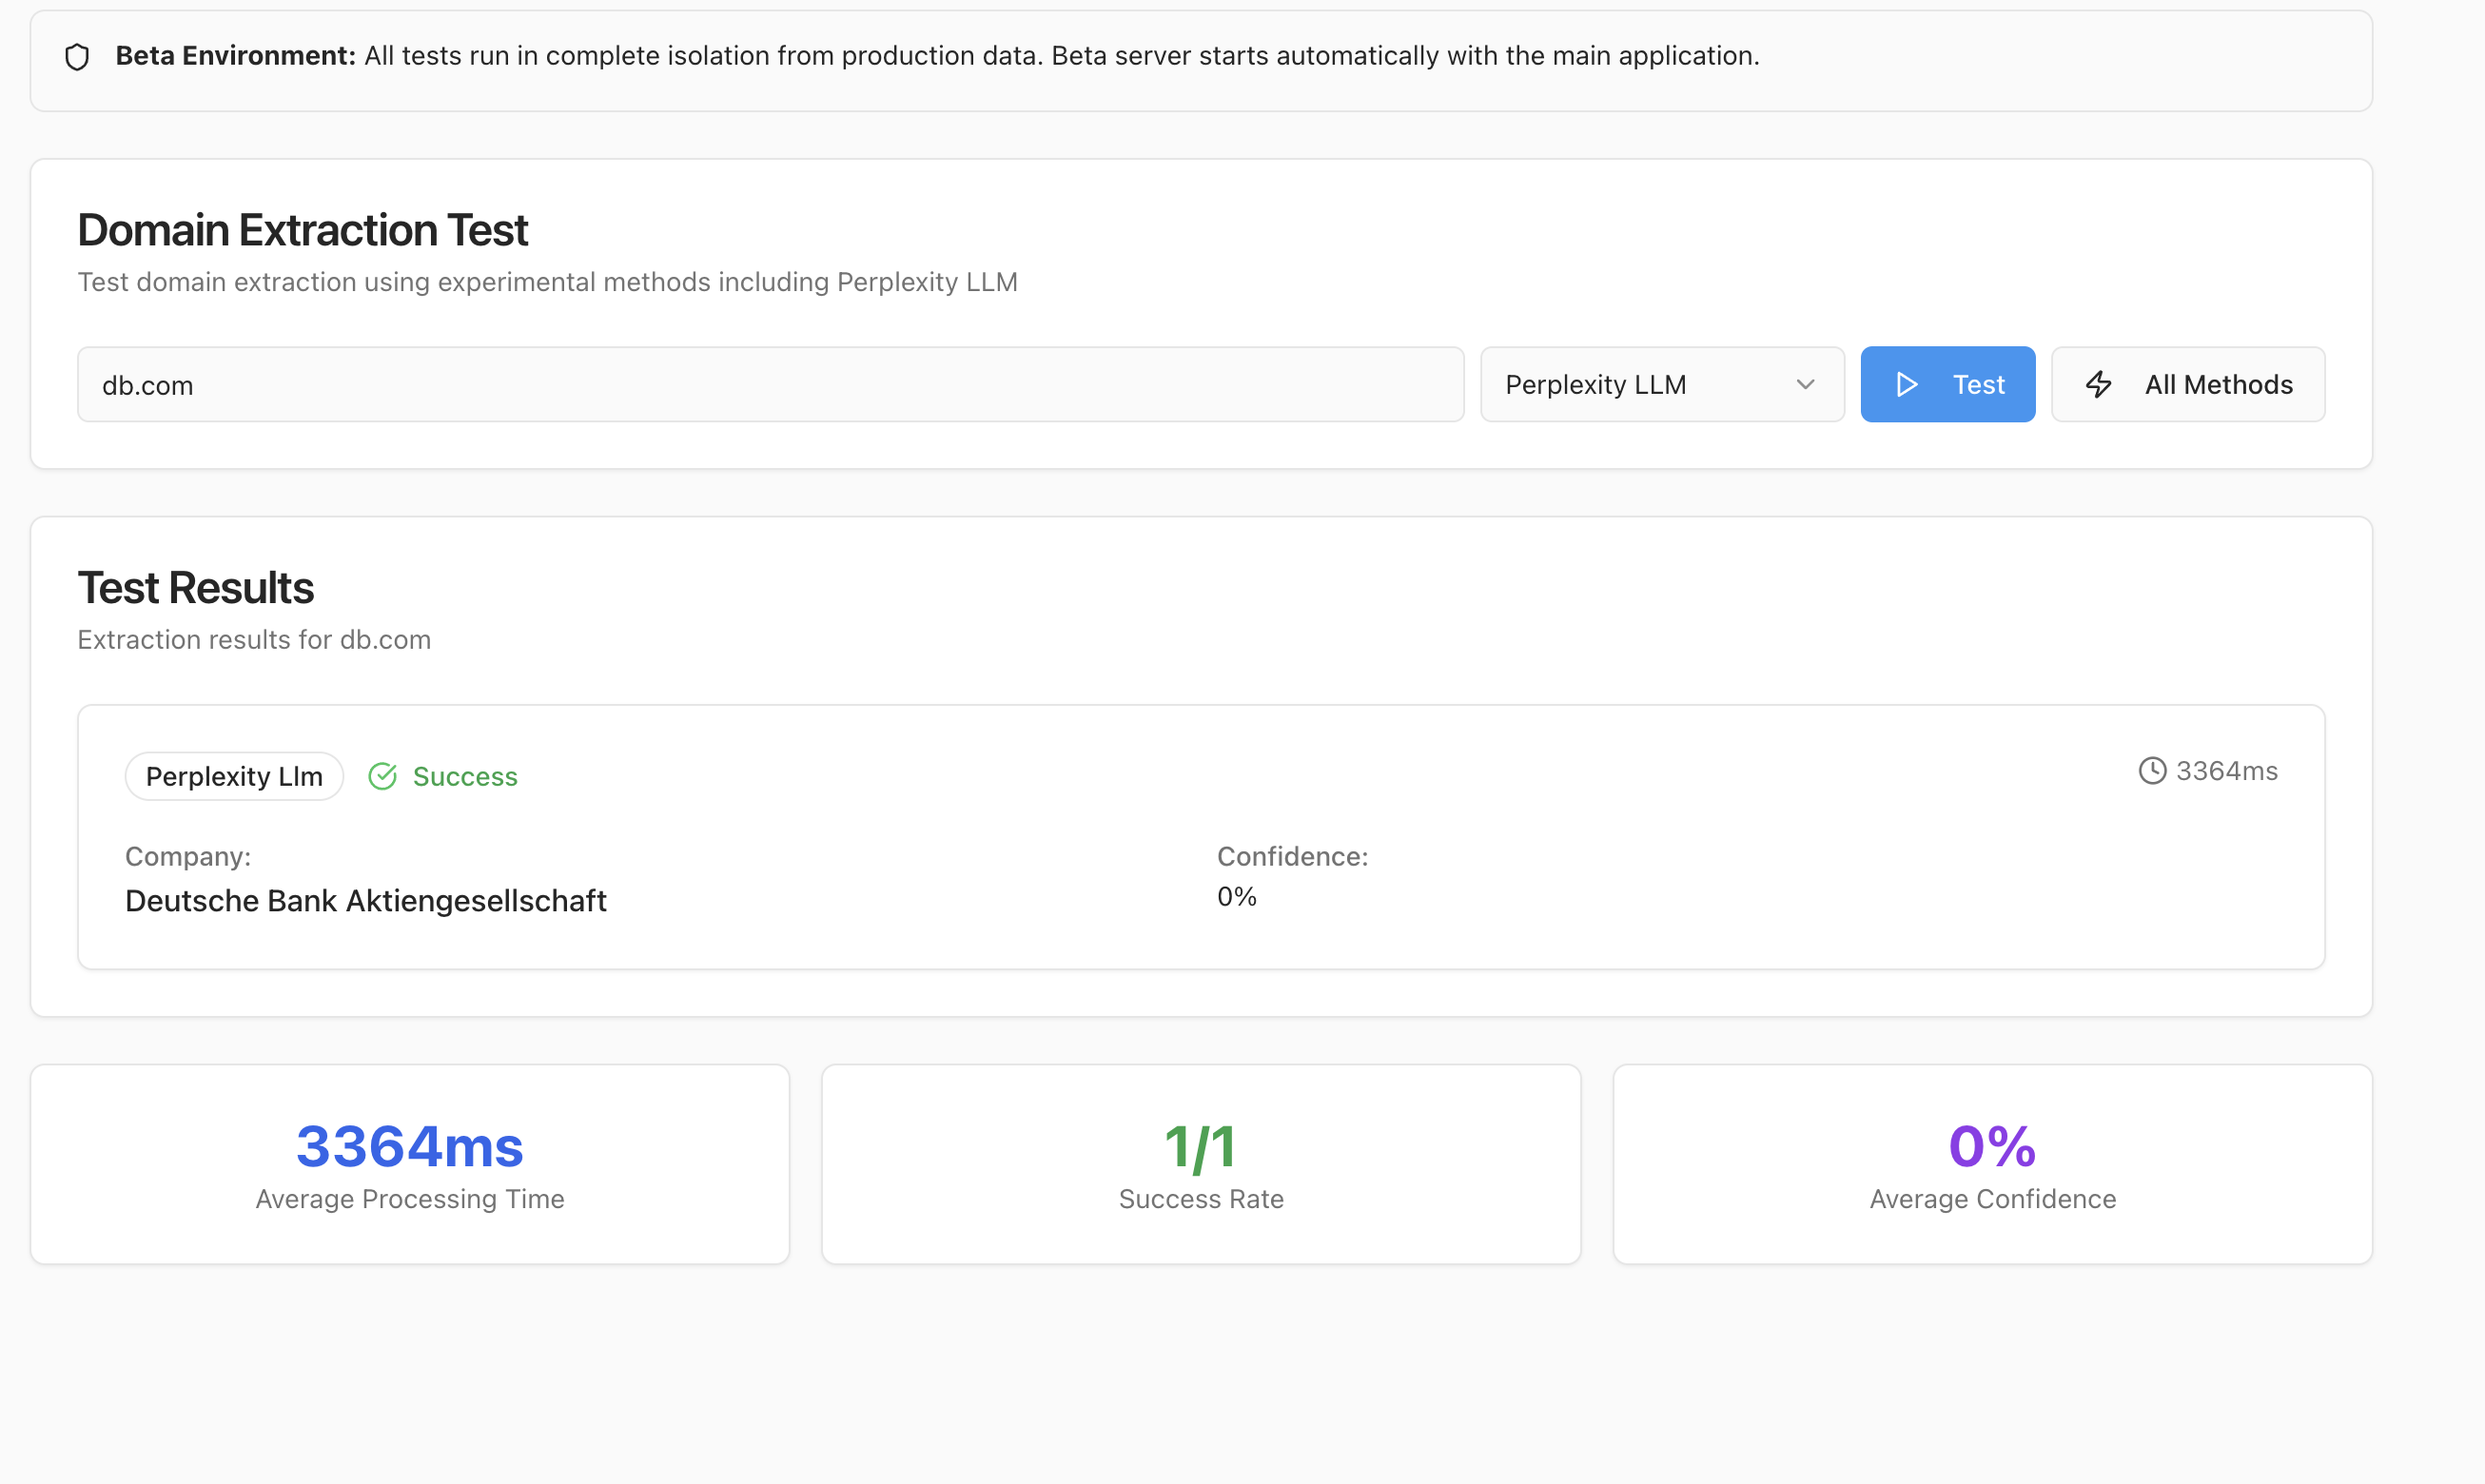 Beta Environment: All tests run in complete isolation from production data. Beta server starts automatically with the main application.
Domain Extraction Test
Test domain extraction using experimental methods including Perplexity LLM
db.com
Perplexity LLM
Test
All Methods
Test Results
Extraction results for db.com
Perplexity Llm
Success
3364ms
Company:
Confidence:
Deutsche Bank Aktiengesellschaft
0%
3364ms
Average Processing Time
1/1
Success Rate
0%
Average Confidence